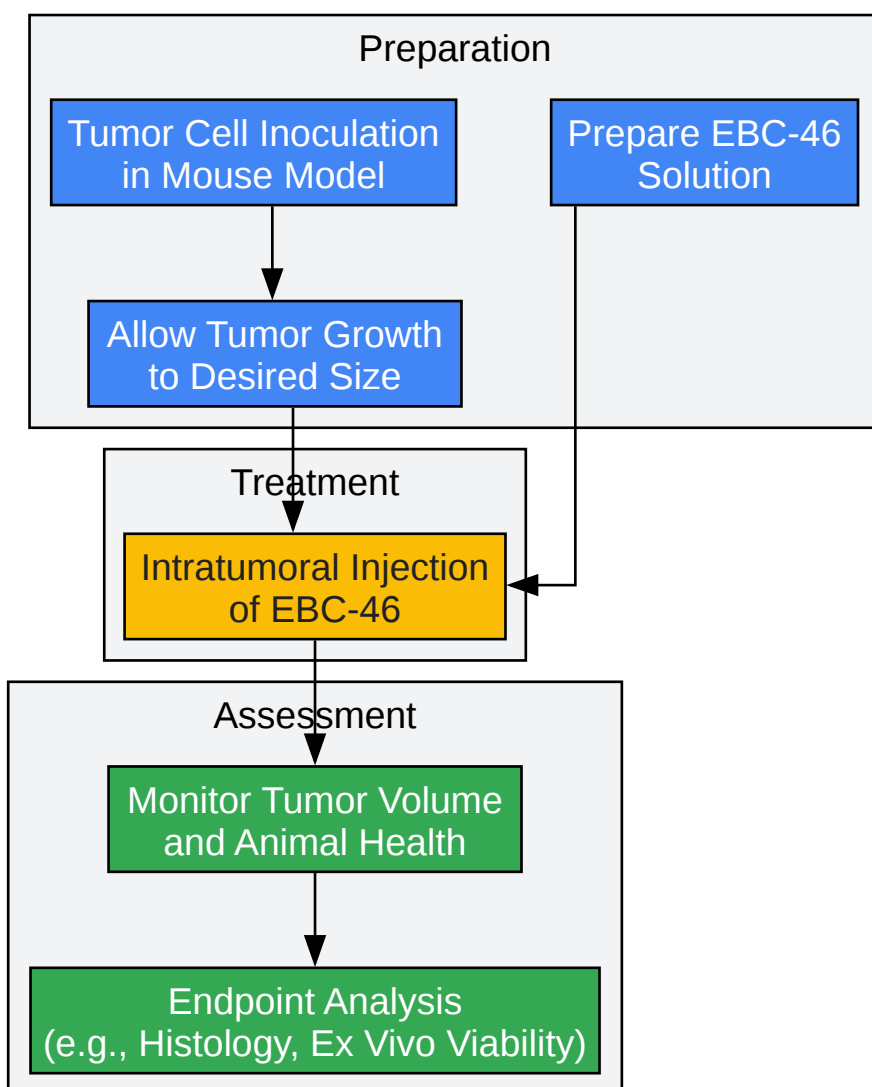 Preparation
Tumor Cell Inoculation
in Mouse Model
Prepare EBC-46
Solution
Allow Tumor Growth
to Desired Size
Treatment
Intratumoral Injection
of EBC-46
Assessment
Monitor Tumor Volume
and Animal Health
Endpoint Analysis
(e.g., Histology, Ex Vivo Viability)